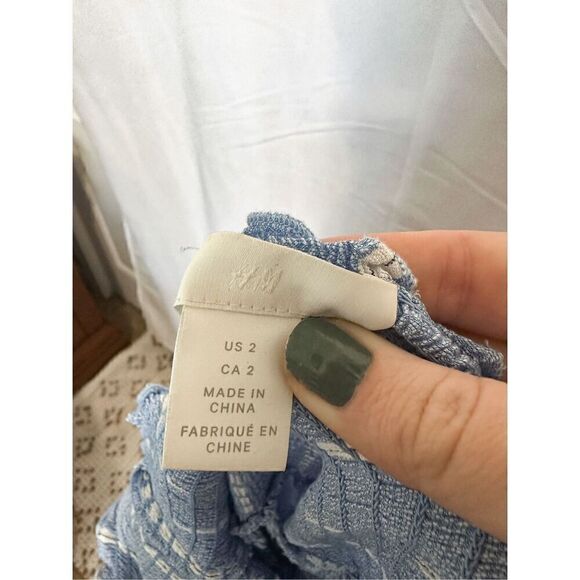 H&M
US 2
CA 2
MADE IN
CHINA
FABRIQUÉ EN
CHINE